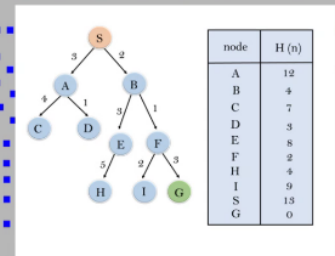 S
3 2
A B
4 1 3 1
C D E F
5 2 3
H I G
node H (n)
A 12
B 4
C 7
D 3
E 8
F 2
H 4
I 9
S 13
G 0